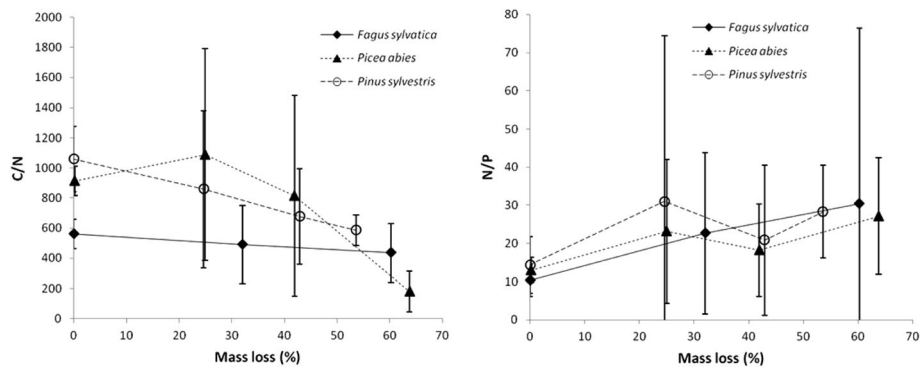 2000
1800
1600
1400
1200
1000
800
600
400
200
0
C/N
0 10 20 30 40 50 60 70
Mass loss (%)
Fagus sylvatica
Picea abies
Pinus sylvestris
80
70
60
50
40
30
20
10
0
N/P
0 10 20 30 40 50 60 70
Mass loss (%)
Fagus sylvatica
Picea abies
Pinus sylvestris